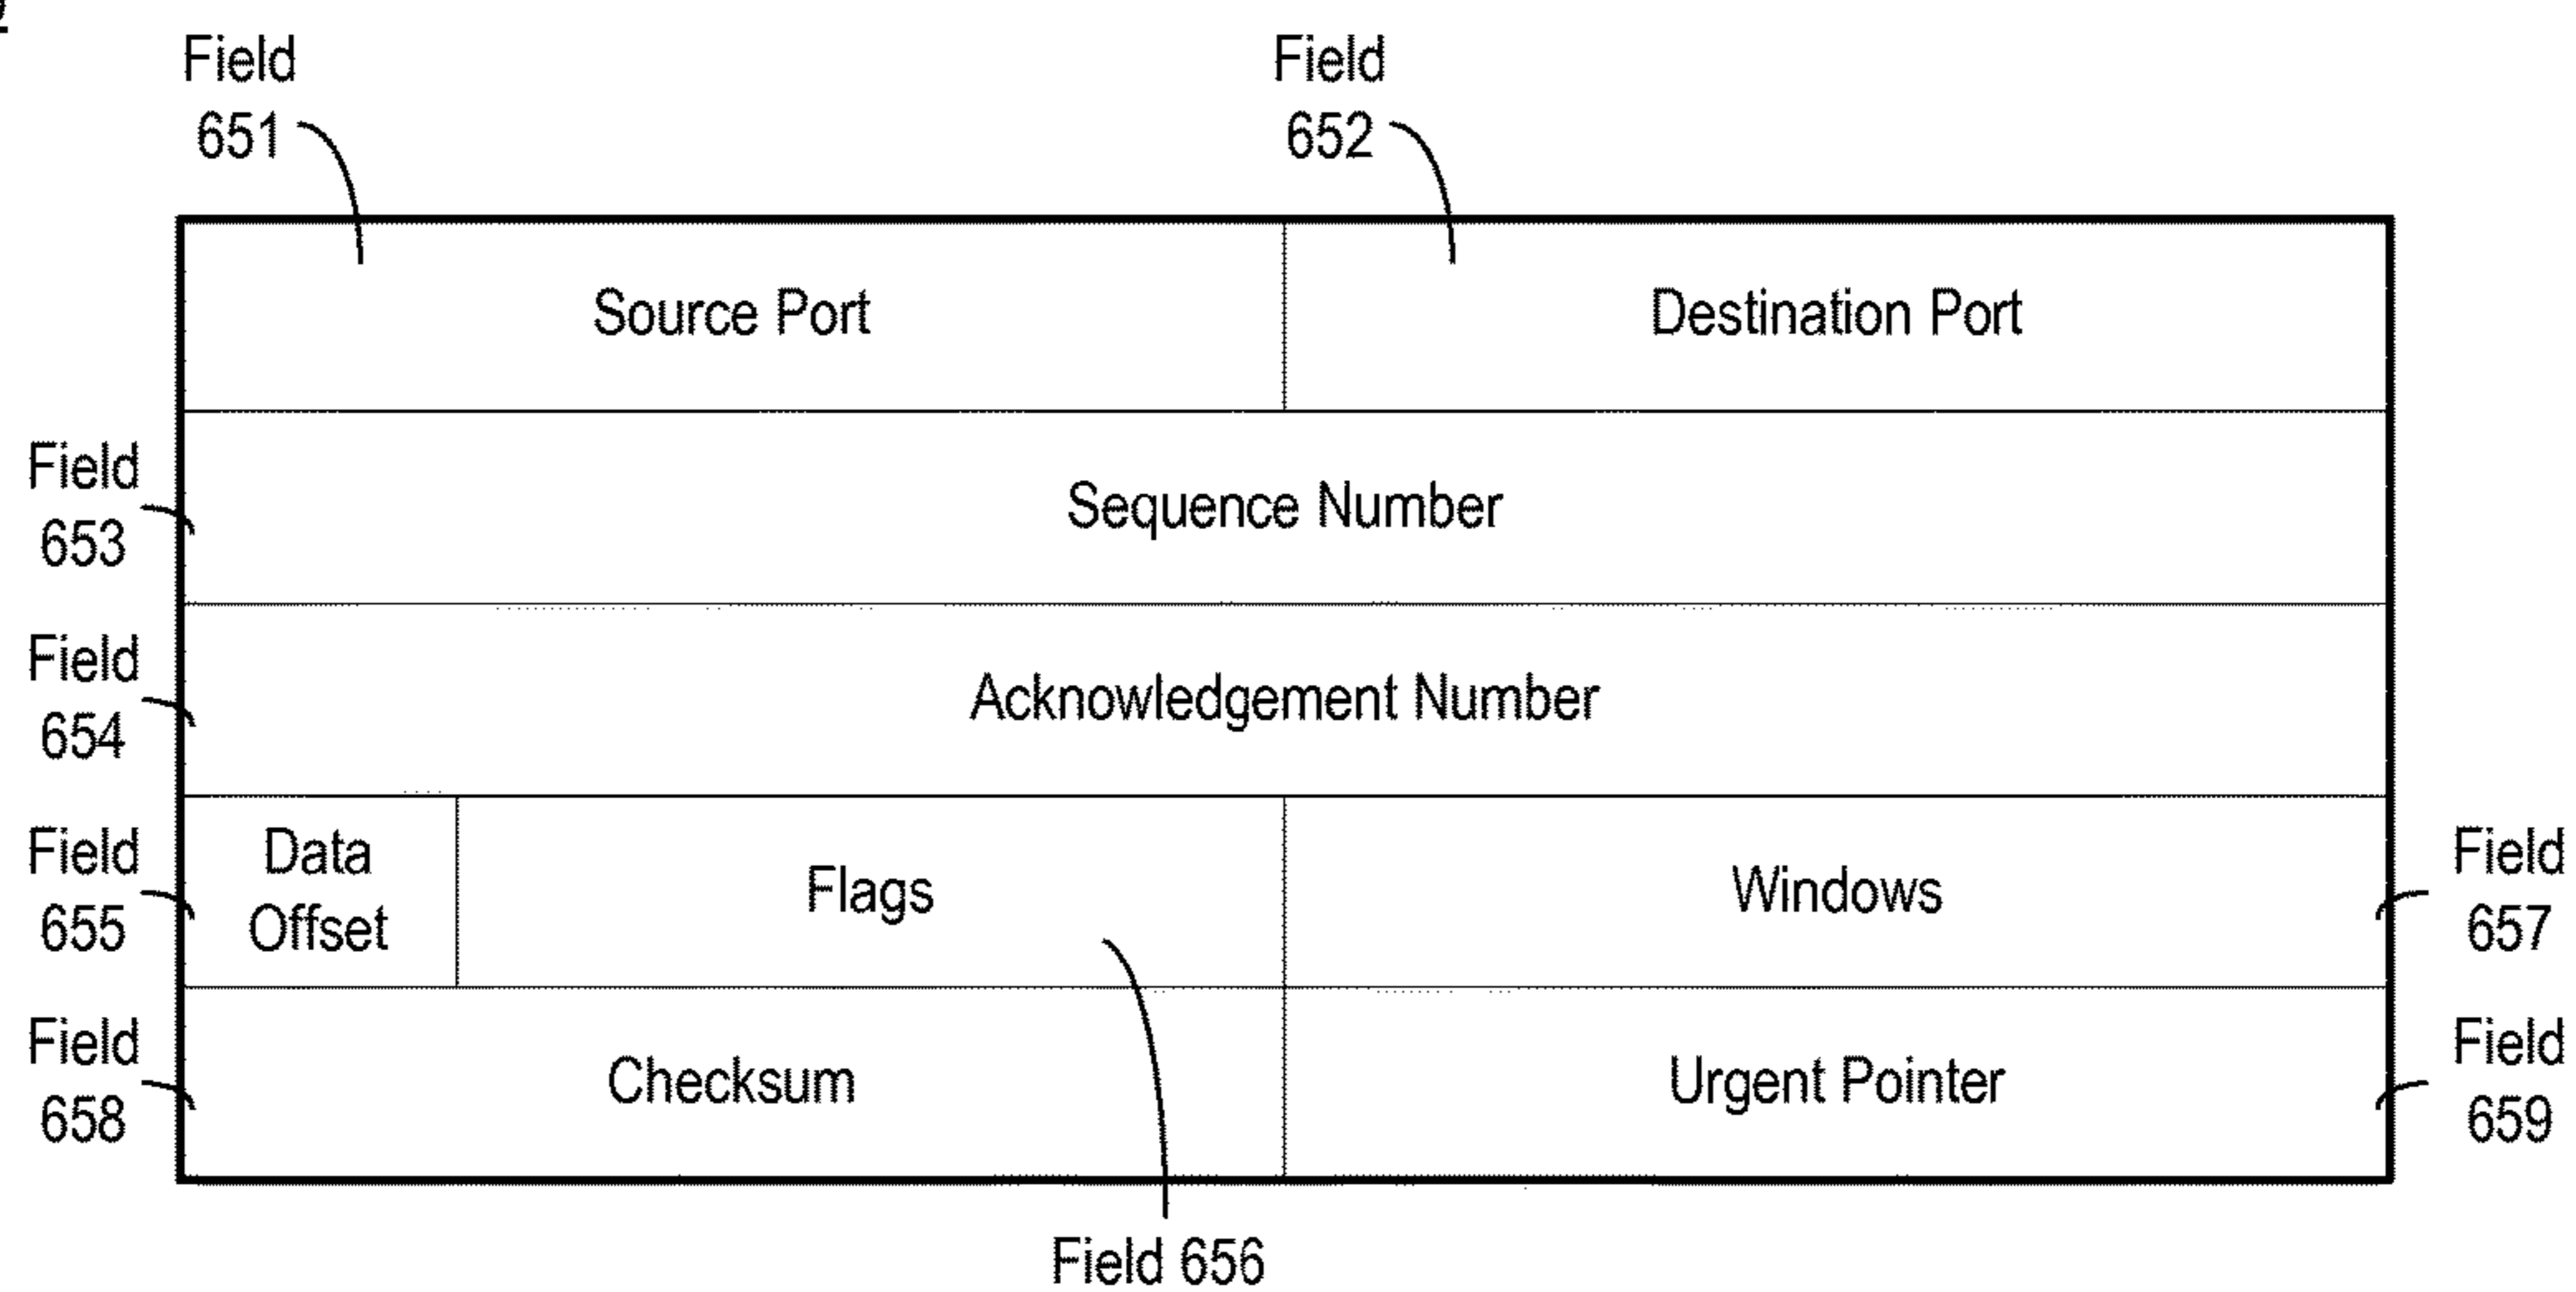 Field
651
Field
652
Source Port
Destination Port
Field
653
Sequence Number
Field
654
Acknowledgement Number
Field
655
Data
Offset
Flags
Windows
Field
657
Field
658
Checksum
Urgent Pointer
Field
659
Field 656